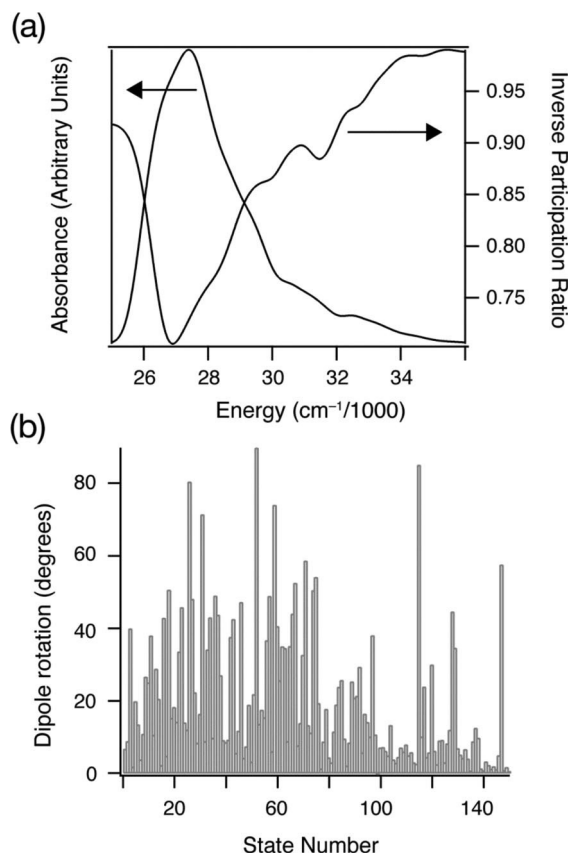 (a)
Absorbance (Arbitrary Units)
0.95
0.90
0.85
0.80
0.75
Inverse Participation Ratio
26 28 30 32 34
Energy (cm⁻¹/1000)
(b)
Dipole rotation (degrees)
80
60
40
20
0
20 60 100 140
State Number